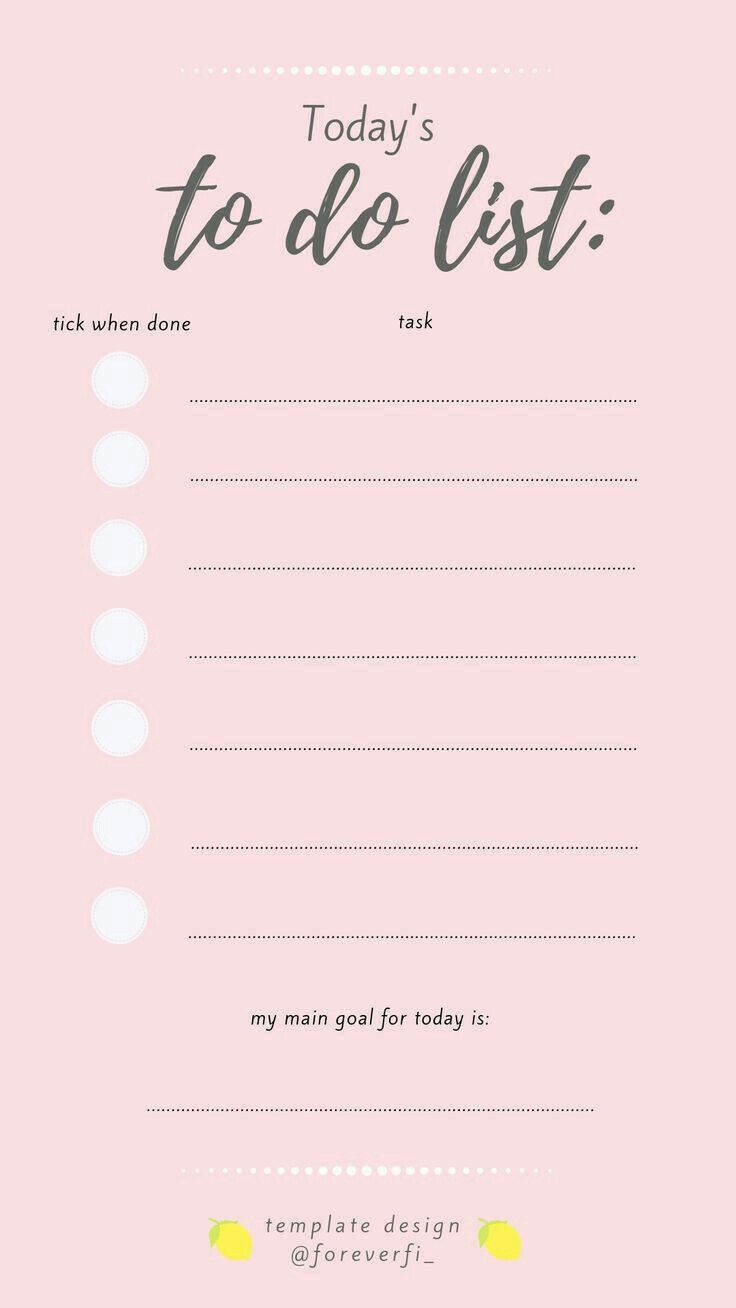 Today's
to do list:
tick when done
task
my main goal for today is:
template design
@foreverfi_